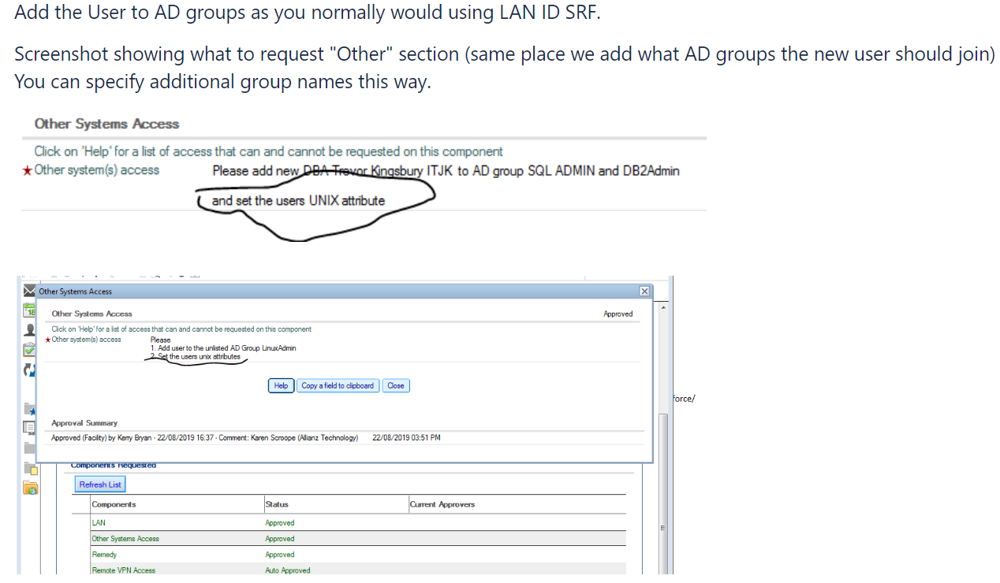 Add the User to AD groups as you normally would using LAN ID SRF.
Screenshot showing what to request "Other" section (same place we add what AD groups the new user should join)
You can specify additional group names this way.
Other Systems Access
Click on 'Help' for a list of access that can and cannot be requested on this component
★Other system(s) access Please add new DBA Trevor Kingsbury ITJK to AD group SQL ADMIN and DB2Admin
and set the users UNIX attribute
Other Systems Access
18
Other Systems Access Approved
Click on 'Help' for a list of access that can and cannot be requested on this component
★Other system(s) access Please
1. Add user to the unlisted AD Group LinuxAdmin
2. Set the users unix attributes
Help Copy a field to clipboard Close
force/
Approval Summary
Approved (Facility) by Kerry Bryan - 22/08/2019 16:37 - Comment: Karen Scroope (Allianz Technology) 22/08/2019 03:51 PM
Components Requested
Refresh List
Components Status Current Approvers
LAN Approved
Other Systems Access Approved
Remedy Approved
Remote VPN Access Auto Approved